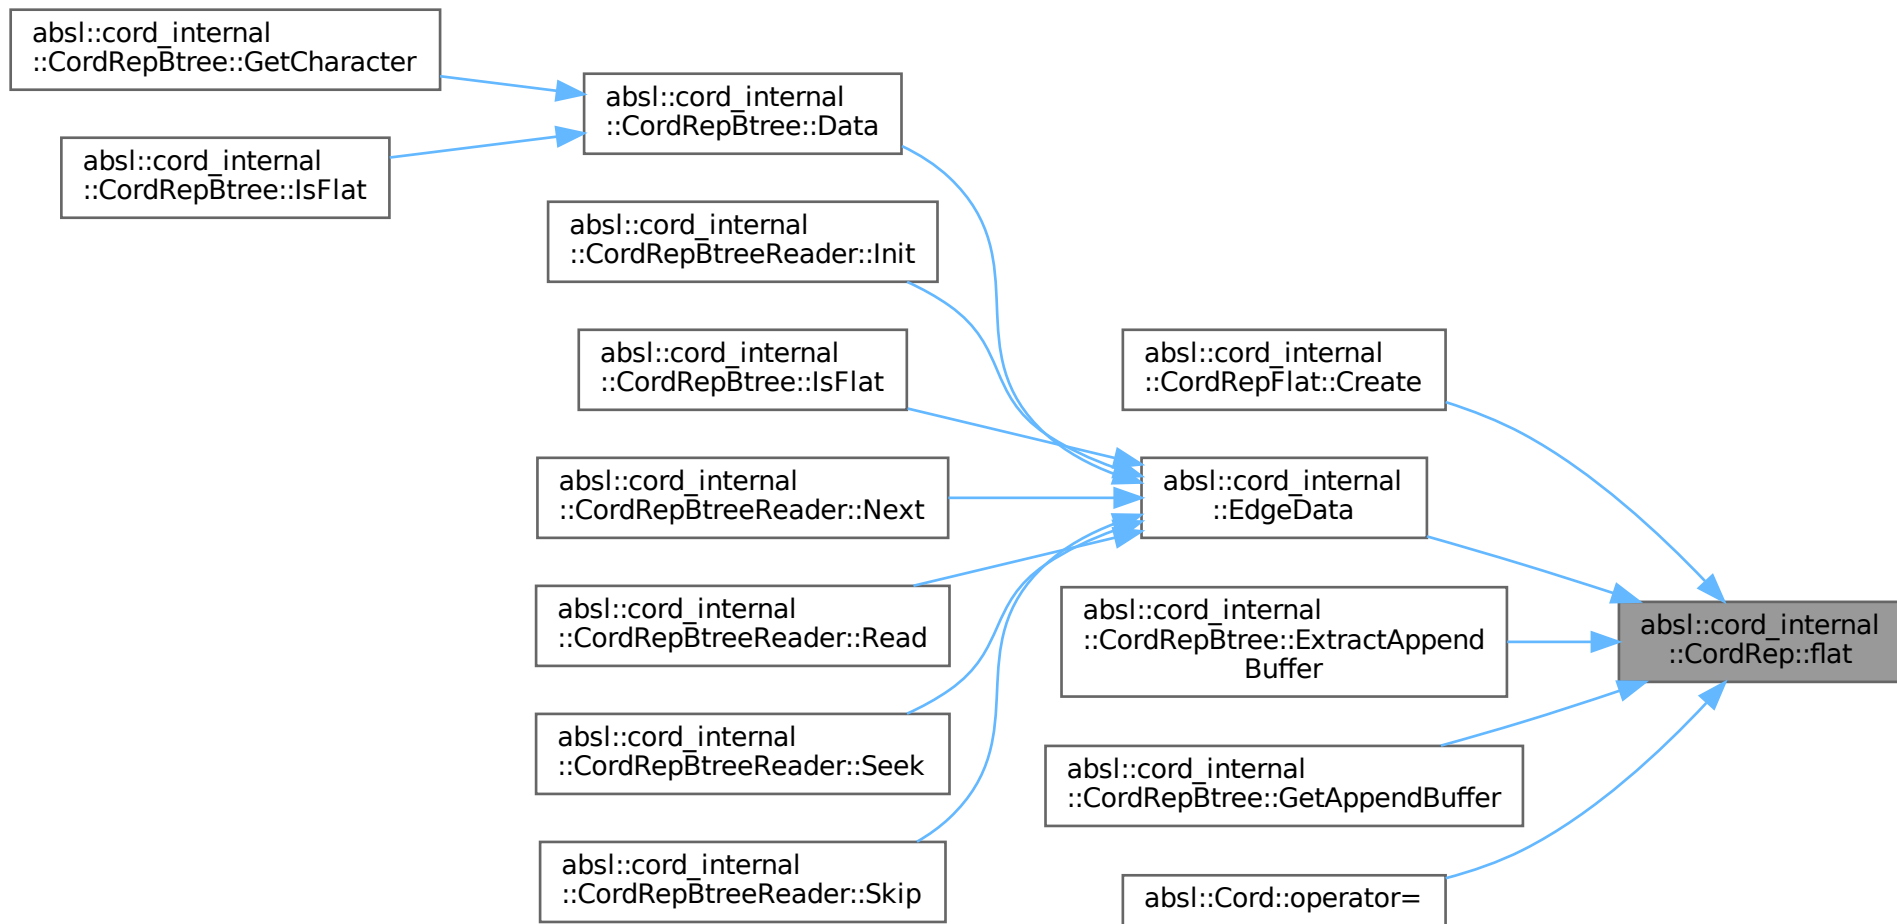 absl::cord_internal
::CordRepBtree::GetCharacter
absl::cord_internal
::CordRepBtree::IsFlat
absl::cord_internal
::CordRepBtree::Data
absl::cord_internal
::CordRepBtreeReader::Init
absl::cord_internal
::CordRepBtree::IsFlat
absl::cord_internal
::CordRepBtreeReader::Next
absl::cord_internal
::CordRepBtreeReader::Read
absl::cord_internal
::CordRepBtreeReader::Seek
absl::cord_internal
::CordRepBtreeReader::Skip
absl::cord_internal
::CordRepFlat::Create
absl::cord_internal
::EdgeData
absl::cord_internal
::CordRepBtree::ExtractAppend
Buffer
absl::cord_internal
::CordRepBtree::GetAppendBuffer
absl::Cord::operator=
absl::cord_internal
::CordRep::flat